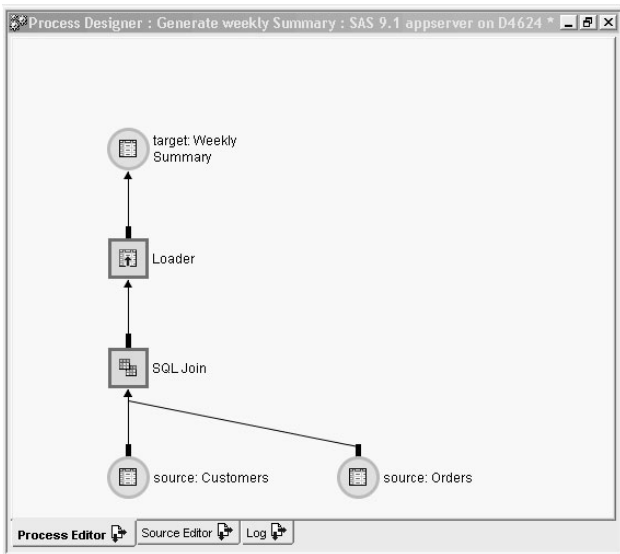 Process Designer : Generate weekly Summary : SAS 9.1 appserver on D4624 *
target: Weekly
Summary
Loader
SQL Join
source: Customers
source: Orders
Process Editor
Source Editor
Log